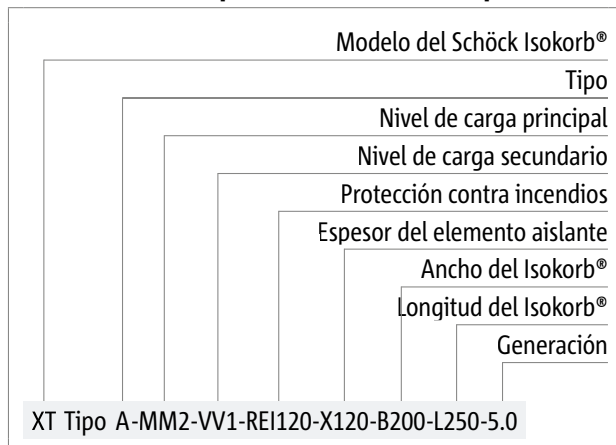 Modelo del Schöck Isokorb®
Tipo
Nivel de carga principal
Nivel de carga secundario
Protección contra incendios
Espesor del elemento aislante
Ancho del Isokorb®
Longitud del Isokorb®
Generación
XT Tipo A-MM2-VV1-REI120-X120-B200-L250-5.0